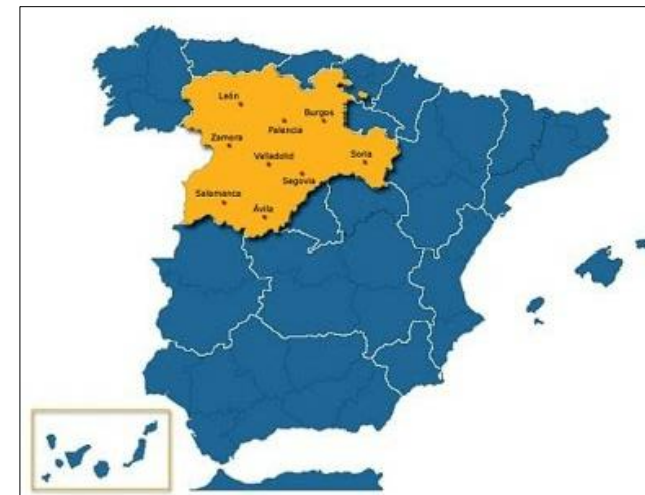 León
Burgos
Palencia
Zamora
Valladolid
Soria
Segovia
Salamanca
Ávila